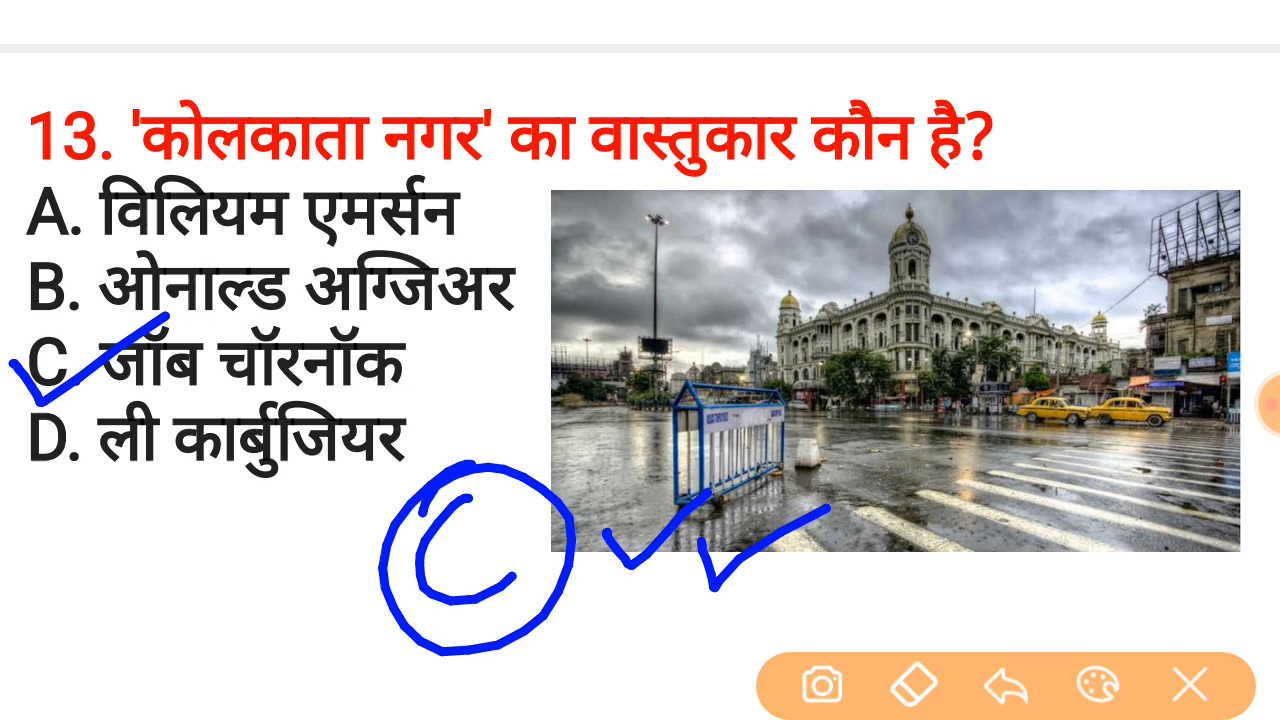 13. 'कोलकाता नगर' का वास्तुकार कौन है?
A. विलियम एमर्सन
B. ओनाल्ड अग्जिअर
C. जॉब चॉरनॉक
D. ली कार्बुजियर
C